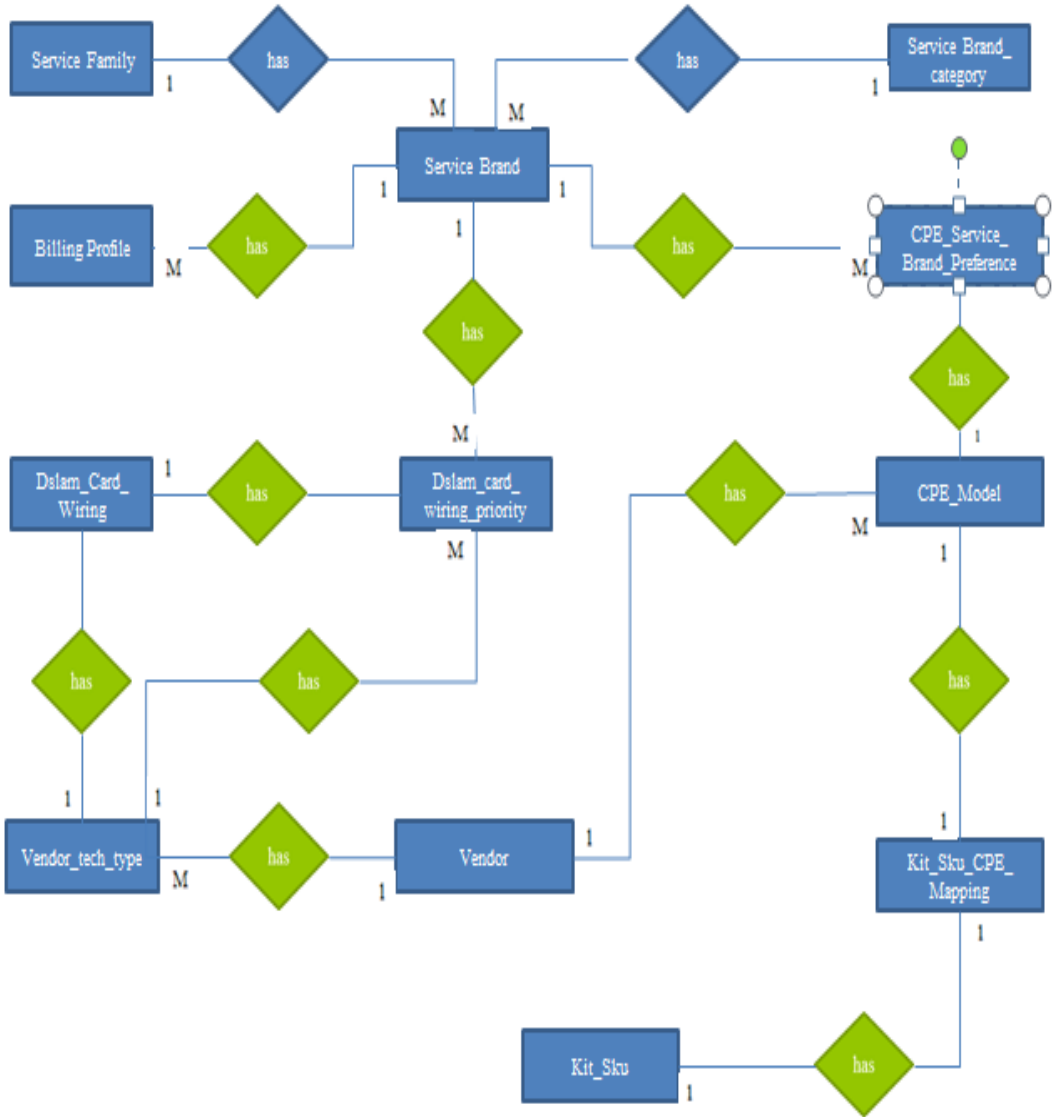 Service Family
has
has
Service Brand_
category
1
M
M
1
Service Brand
1
1
1
Billing Profile
has
has
CPE_Service_
Brand_Preference
M
M
has
has
M
1
1
Dslam_Card_
Wiring
has
Dslam_card_
wiring_priority
has
CPE_Model
M
M
1
has
has
has
1
1
1
1
Vendor_tech_type
has
Vendor
Kit_Sku_CPE_
Mapping
M
1
1
Kit_Sku
has
1